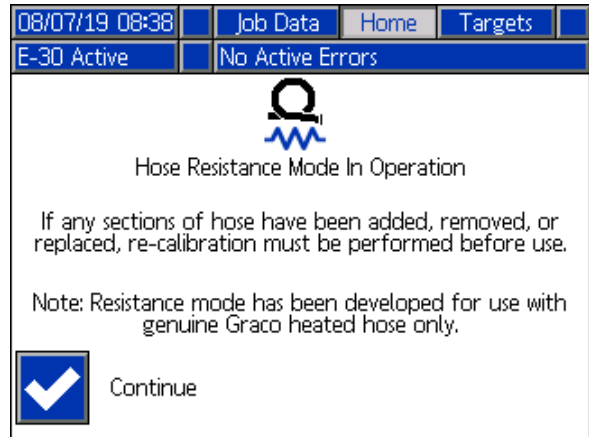 08/07/19 08:38 Job Data Home Targets
E-30 Active No Active Errors
Hose Resistance Mode In Operation
If any sections of hose have been added, removed, or
replaced, re-calibration must be performed before use.
Note: Resistance mode has been developed for use with
genuine Graco heated hose only.
Continue